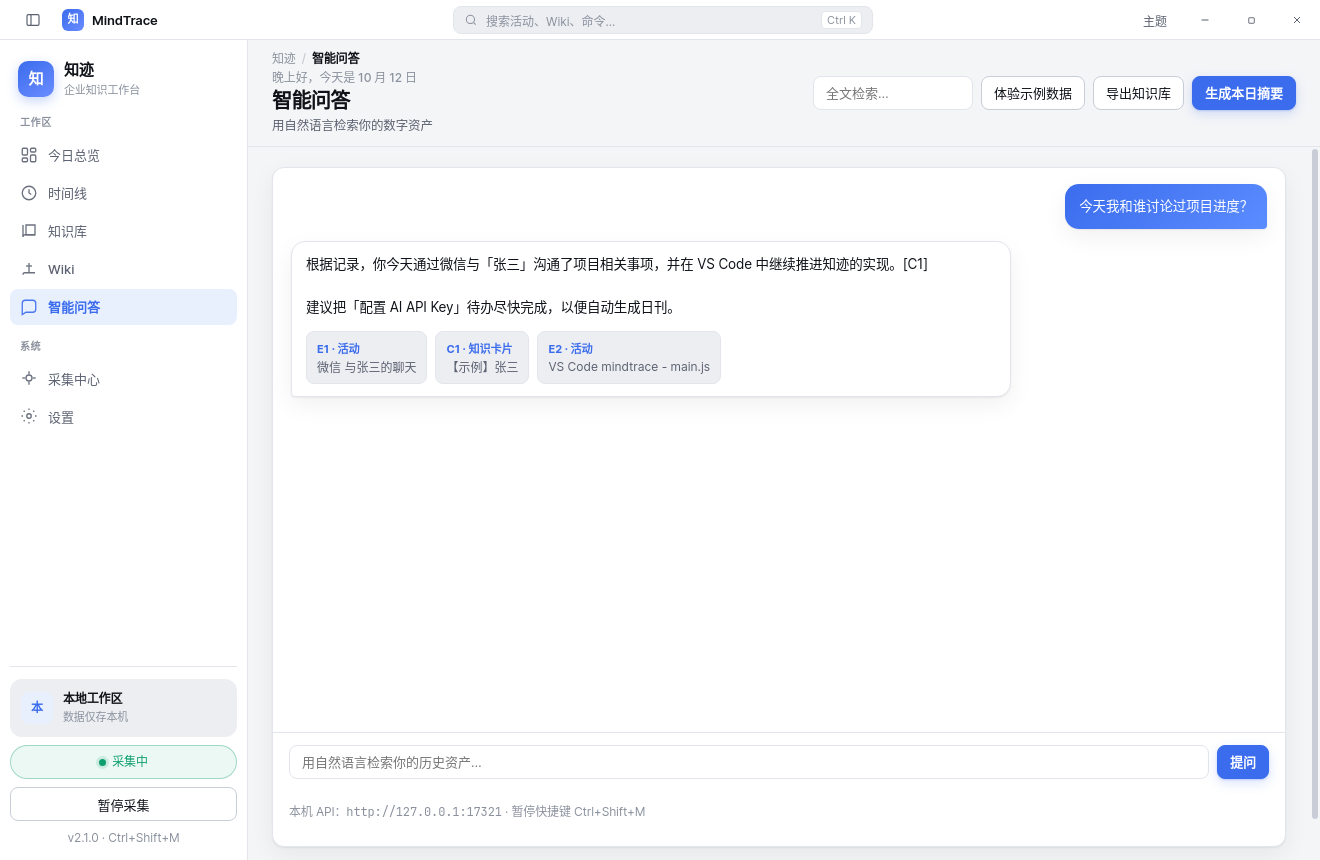 知 MindTrace
搜索活动、Wiki、命令... Ctrl K
主题
知
知迹
企业知识工作台
工作区
今日总览
时间线
知识库
Wiki
智能问答
系统
采集中心
设置
本
本地工作区
数据仅存本机
采集中
暂停采集
v2.1.0 · Ctrl+Shift+M
知迹 / 智能问答
晚上好，今天是 10 月 12 日
智能问答
用自然语言检索你的数字资产
全文检索...
体验示例数据
导出知识库
生成本日摘要
今天我和谁讨论过项目进度?
根据记录，你今天通过微信与「张三」沟通了项目相关事项，并在 VS Code 中继续推进知迹的实现。[C1]
建议把「配置 AI API Key」待办尽快完成，以便自动生成日刊。
E1 · 活动
微信 与张三的聊天
C1 · 知识卡片
【示例】张三
E2 · 活动
VS Code mindtrace - main.js
用自然语言检索你的历史资产...
提问
本机 API：http://127.0.0.1:17321 · 暂停快捷键 Ctrl+Shift+M